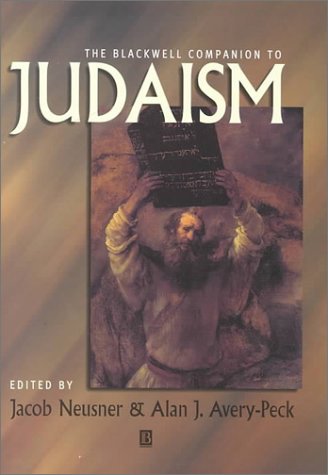 THE BLACKWELL COMPANION TO
JUDAISM
EDITED BY
Jacob Neusner & Alan J. Avery-Peck
B